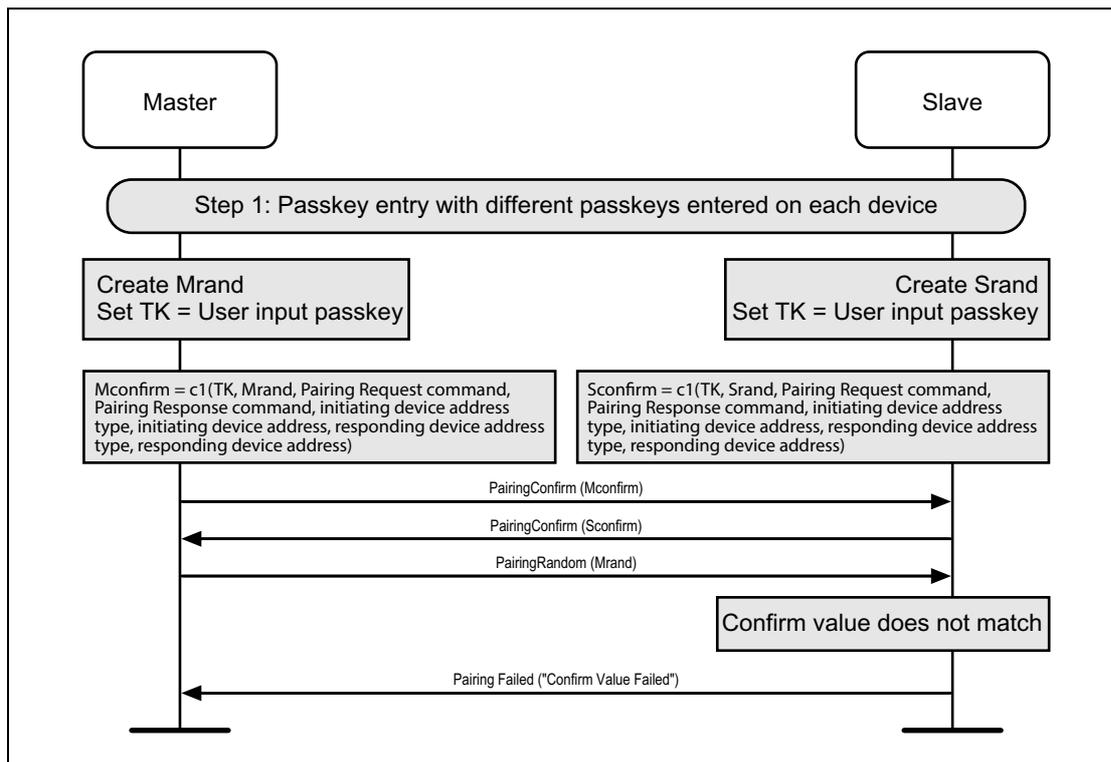 Master
Slave
Step 1: Passkey entry with different passkeys entered on each device
Create Mrand
Set TK = User input passkey
Create Srand
Set TK = User input passkey
Mconfirm = c1(TK, Mrand, Pairing Request command,
Pairing Response command, initiating device address
type, initiating device address, responding device address
type, responding device address)
Sconfirm = c1(TK, Srand, Pairing Request command,
Pairing Response command, initiating device address
type, initiating device address, responding device address
type, responding device address)
PairingConfirm (Mconfirm)
PairingConfirm (Sconfirm)
PairingRandom (Mrand)
Confirm value does not match
Pairing Failed ("Confirm Value Failed")